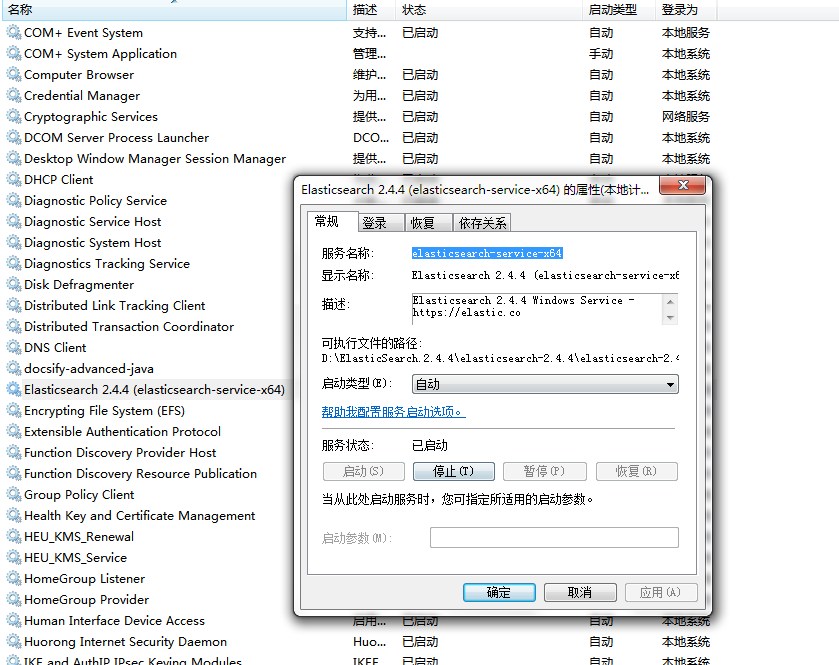 名称 描述 状态 启动类型 登录为
COM+ Event System 支持... 已启动 自动 本地服务
COM+ System Application 管理... 手动 本地系统
Computer Browser 维护... 已启动 自动 本地系统
Credential Manager 为用... 已启动 自动 本地系统
Cryptographic Services 提供... 已启动 自动 网络服务
DCOM Server Process Launcher DCO... 已启动 自动 本地系统
Desktop Window Manager Session Manager 提供... 已启动 自动 本地系统
DHCP Client
Diagnostic Policy Service
Diagnostic Service Host
Diagnostic System Host
Diagnostics Tracking Service
Disk Defragmenter
Distributed Link Tracking Client
Distributed Transaction Coordinator
DNS Client
docsify-advanced-java
Elasticsearch 2.4.4 (elasticsearch-service-x64)
Encrypting File System (EFS)
Extensible Authentication Protocol
Function Discovery Provider Host
Function Discovery Resource Publication
Group Policy Client
Health Key and Certificate Management
HEU_KMS_Renewal
HEU_KMS_Service
HomeGroup Listener
HomeGroup Provider
Human Interface Device Access 启用... 已启动 自动 本地系统
Huorong Internet Security Daemon Huo... 已启动 自动 本地系统
IKE and AuthIP IPsec Keying Modules IKEE 已启动 自动 本地系统
Elasticsearch 2.4.4 (elasticsearch-service-x64) 的属性(本地计...
常规 登录 恢复 依存关系
服务名称: elasticsearch-service-x64
显示名称: Elasticsearch 2.4.4 (elasticsearch-service-x6
描述: Elasticsearch 2.4.4 Windows Service -
https://elastic.co
可执行文件的路径:
D:\ElasticSearch.2.4.4\elasticsearch-2.4.4\elasticsearch-2.4
启动类型(E): 自动
帮助我配置服务启动选项。
服务状态: 已启动
启动(S) 停止(T) 暂停(P) 恢复(R)
当从此处启动服务时，您可指定所适用的启动参数。
启动参数(M):
确定 取消 应用(A)